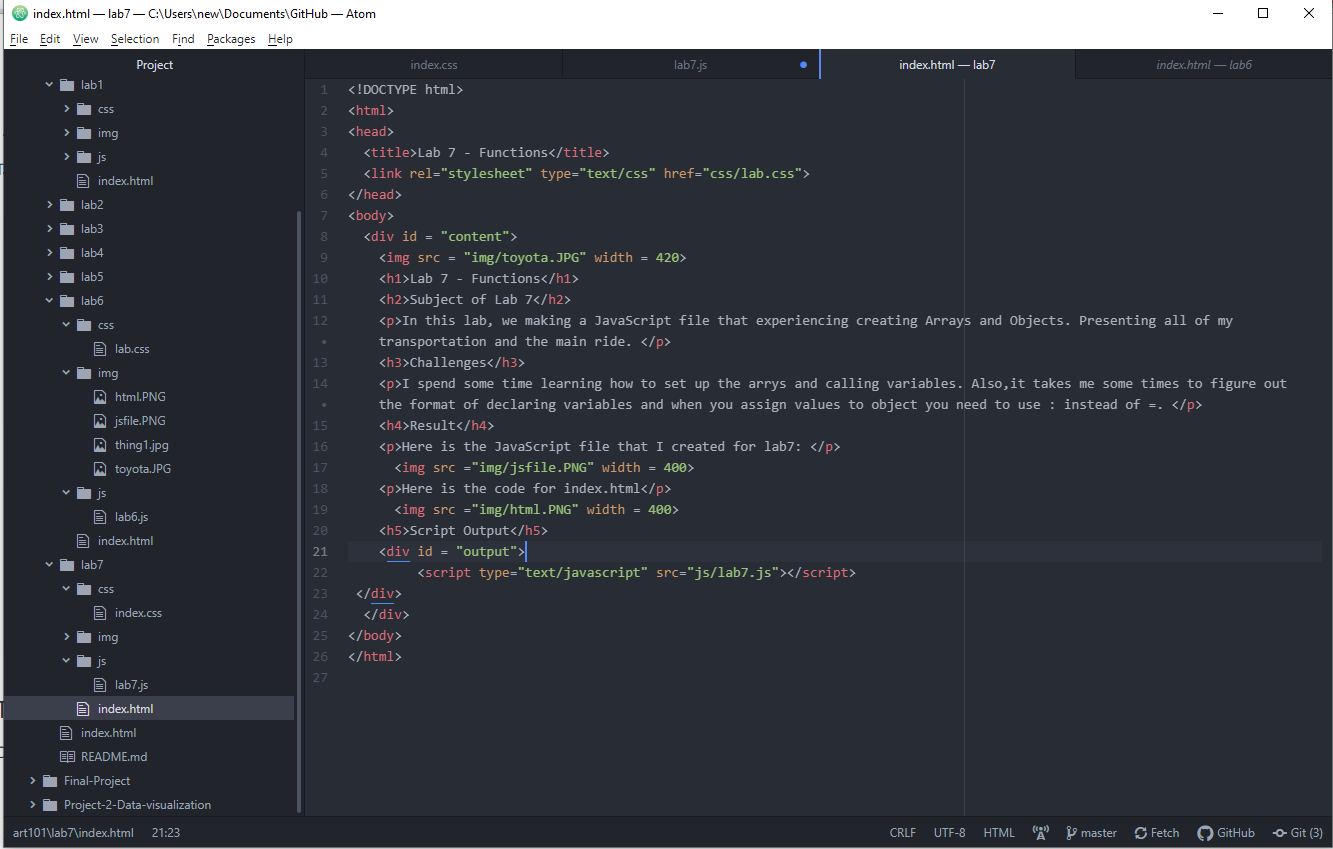 index.html — lab7 — C:\Users\new\Documents\GitHub — Atom
File Edit View Selection Find Packages Help
Project
lab1
css
img
js
index.html
lab2
lab3
lab4
lab5
lab6
css
lab.css
img
html.PNG
jsfile.PNG
thing1.jpg
toyota.JPG
js
lab6.js
index.html
lab7
css
index.css
img
js
lab7.js
index.html
index.html
README.md
Final-Project
Project-2-Data-visualization
index.css lab7.js index.html — lab7 index.html — lab6
1 <!DOCTYPE html>
2 <html>
3 <head>
4 <title>Lab 7 - Functions</title>
5 <link rel="stylesheet" type="text/css" href="css/lab.css">
6 </head>
7 <body>
8 <div id = "content">
9 <img src = "img/toyota.JPG" width = 420>
10 <h1>Lab 7 - Functions</h1>
11 <h2>Subject of Lab 7</h2>
12 <p>In this lab, we making a JavaScript file that experiencing creating Arrays and Objects. Presenting all of my
• transportation and the main ride. </p>
13 <h3>Challenges</h3>
14 <p>I spend some time learning how to set up the arrys and calling variables. Also,it takes me some times to figure out
• the format of declaring variables and when you assign values to object you need to use : instead of =. </p>
15 <h4>Result</h4>
16 <p>Here is the JavaScript file that I created for lab7: </p>
17 <img src ="img/jsfile.PNG" width = 400>
18 <p>Here is the code for index.html</p>
19 <img src ="img/html.PNG" width = 400>
20 <h5>Script Output</h5>
21 <div id = "output">
22 <script type="text/javascript" src="js/lab7.js"></script>
23 </div>
24 </div>
25 </body>
26 </html>
27
art101\lab7\index.html 21:23 CRLF UTF-8 HTML master Fetch GitHub Git (3)